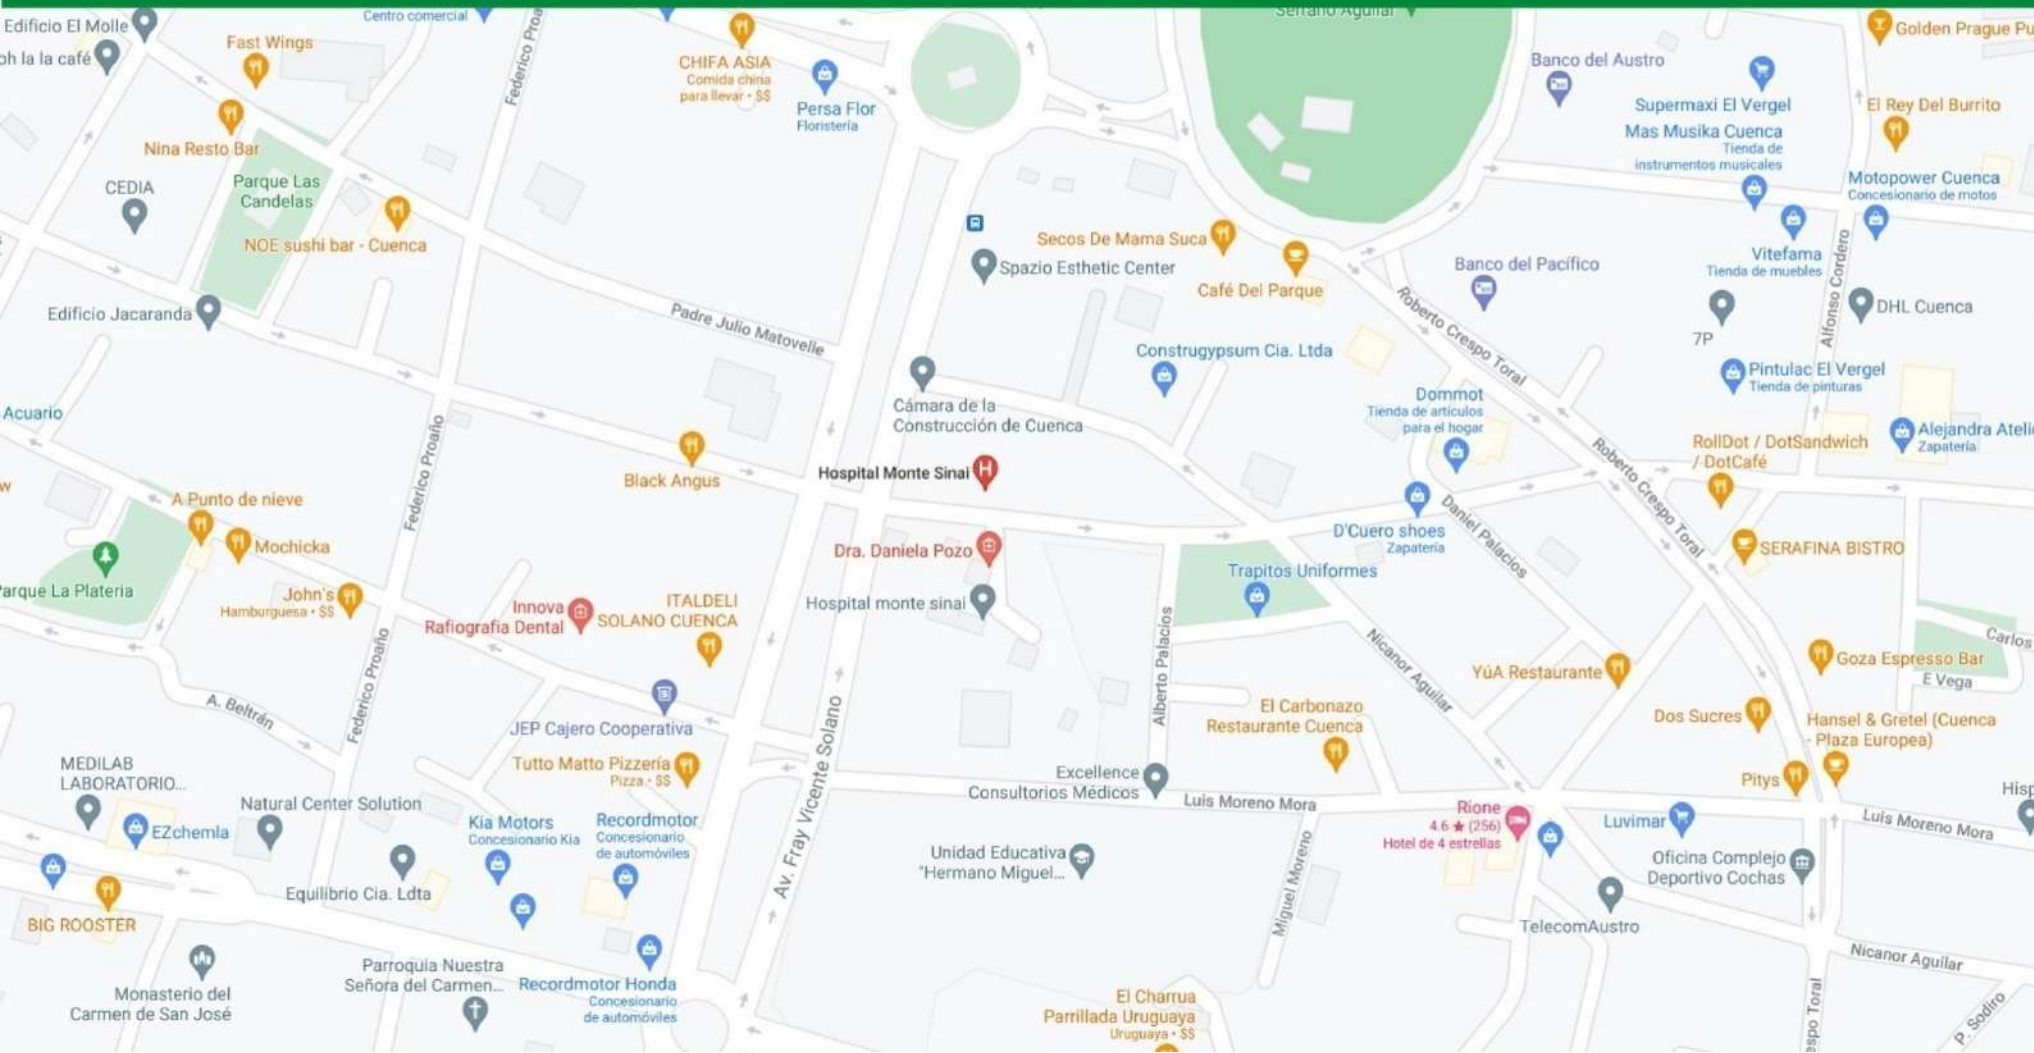 Edificio El Molle
oh la la café
Fast Wings
Centro comercial
Federico Proa
CHIFA ASIA
Comida china
para llevar • $$
Persa Flor
Floristería
Serrano Aguilar
Banco del Austro
Golden Prague Pu
Supermaxi El Vergel
El Rey Del Burrito
Mas Musika Cuenca
Tienda de
instrumentos musicales
Motopower Cuenca
Concesionario de motos
Nina Resto Bar
CEDIA
Parque Las
Candelas
NOE sushi bar - Cuenca
Secos De Mama Suca
Spazio Esthetic Center
Café Del Parque
Banco del Pacífico
Vitefama
Tienda de muebles
Alfonso Cordero
DHL Cuenca
7P
Edificio Jacaranda
Padre Julio Matovelle
Roberto Crespo Toral
Construgypsum Cia. Ltda
Pintulac El Vergel
Tienda de pinturas
Dommot
Tienda de artículos
para el hogar
Cámara de la
Construcción de Cuenca
Acuario
Federico Proaño
Black Angus
Hospital Monte Sinai
RollDot / DotSandwich
/ DotCafé
Alejandra Ateli
Zapatería
Roberto Crespo Toral
w
A Punto de nieve
Mochicka
Dra. Daniela Pozo
D'Cuero shoes
Zapatería
Daniel Palacios
SERAFINA BISTRO
Trapitos Uniformes
Parque La Plateria
John's
Hamburguesa • $$
Innova
Rafiografia Dental
ITALDELI
SOLANO CUENCA
Hospital monte sinai
Alberto Palacios
Nicanor Aguilar
YúA Restaurante
Goza Espresso Bar
Carlos
E Vega
A. Beltrán
Federico Proaño
JEP Cajero Cooperativa
Av. Fray Vicente Solano
El Carbonazo
Restaurante Cuenca
Dos Sucres
Hansel & Gretel (Cuenca
- Plaza Europea)
MEDILAB
LABORATORIO...
Tutto Matto Pizzería
Pizza • $$
Excellence
Consultorios Médicos
Luis Moreno Mora
Pitys
Hisp
Natural Center Solution
EZchemla
Kia Motors
Concesionario Kia
Recordmotor
Concesionario
de automóviles
Rione
4.6 ★ (256)
Hotel de 4 estrellas
Luvimar
Luis Moreno Mora
Unidad Educativa
"Hermano Miguel...
Miguel Moreno
Oficina Complejo
Deportivo Cochas
Equilibrio Cia. Ldta
BIG ROOSTER
TelecomAustro
Nicanor Aguilar
Parroquia Nuestra
Señora del Carmen...
Recordmotor Honda
Concesionario
de automóviles
Monasterio del
Carmen de San José
El Charrua
Parrillada Uruguaya
Uruguaya • $$
espo Toral
P. Sodiro